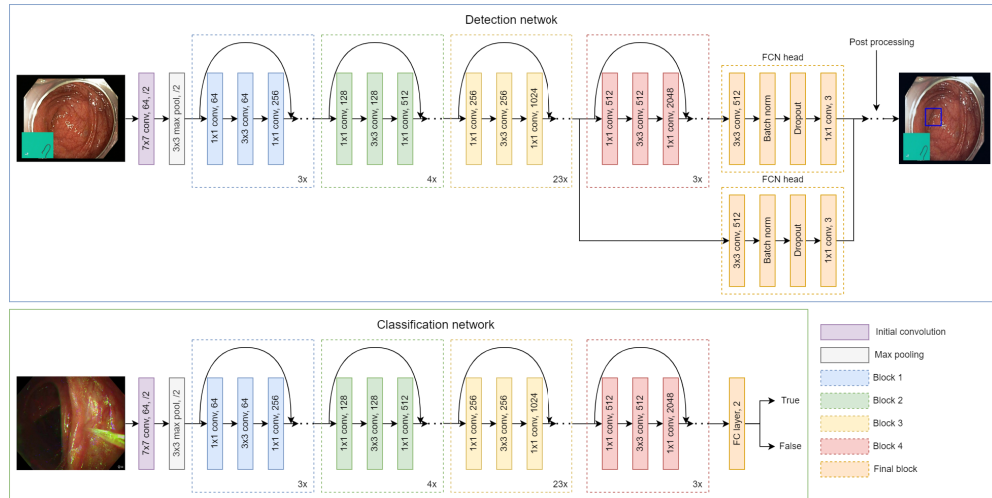 Detection netwok
7x7 conv, 64, /2
3x3 max pool, /2
1x1 conv, 64
3x3 conv, 64
1x1 conv, 256
3x
1x1 conv, 128
3x3 conv, 128
1x1 conv, 512
4x
1x1 conv, 256
3x3 conv, 256
1x1 conv, 1024
23x
1x1 conv, 512
3x3 conv, 512
1x1 conv, 2048
3x
FCN head
3x3 conv, 512
Batch norm
Dropout
1x1 conv, 3
FCN head
3x3 conv, 512
Batch norm
Dropout
1x1 conv, 3
Post processing
Classification network
7x7 conv, 64, /2
3x3 max pool, /2
1x1 conv, 64
3x3 conv, 64
1x1 conv, 256
3x
1x1 conv, 128
3x3 conv, 128
1x1 conv, 512
4x
1x1 conv, 256
3x3 conv, 256
1x1 conv, 1024
23x
1x1 conv, 512
3x3 conv, 512
1x1 conv, 2048
3x
FC layer, 2
True
False
Initial convolution
Max pooling
Block 1
Block 2
Block 3
Block 4
Final block